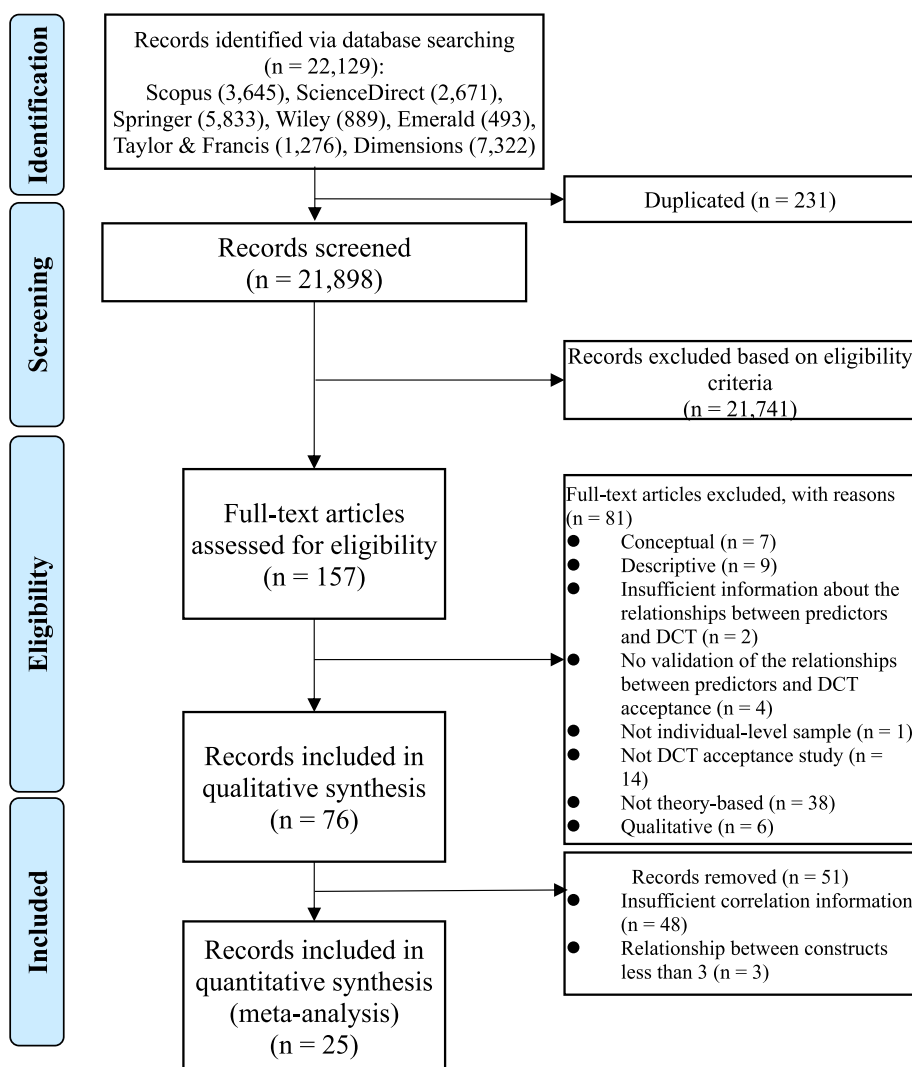 Identification
Records identified via database searching
(n = 22,129):
Scopus (3,645), ScienceDirect (2,671),
Springer (5,833), Wiley (889), Emerald (493),
Taylor & Francis (1,276), Dimensions (7,322)
Duplicated (n = 231)
Screening
Records screened
(n = 21,898)
Records excluded based on eligibility
criteria
(n = 21,741)
Eligibility
Full-text articles
assessed for eligibility
(n = 157)
Full-text articles excluded, with reasons
(n = 81)
● Conceptual (n = 7)
● Descriptive (n = 9)
● Insufficient information about the
relationships between predictors
and DCT (n = 2)
● No validation of the relationships
between predictors and DCT
acceptance (n = 4)
● Not individual-level sample (n = 1)
● Not DCT acceptance study (n =
14)
● Not theory-based (n = 38)
● Qualitative (n = 6)
Records included in
qualitative synthesis
(n = 76)
Included
Records removed (n = 51)
● Insufficient correlation information
(n = 48)
● Relationship between constructs
less than 3 (n = 3)
Records included in
quantitative synthesis
(meta-analysis)
(n = 25)